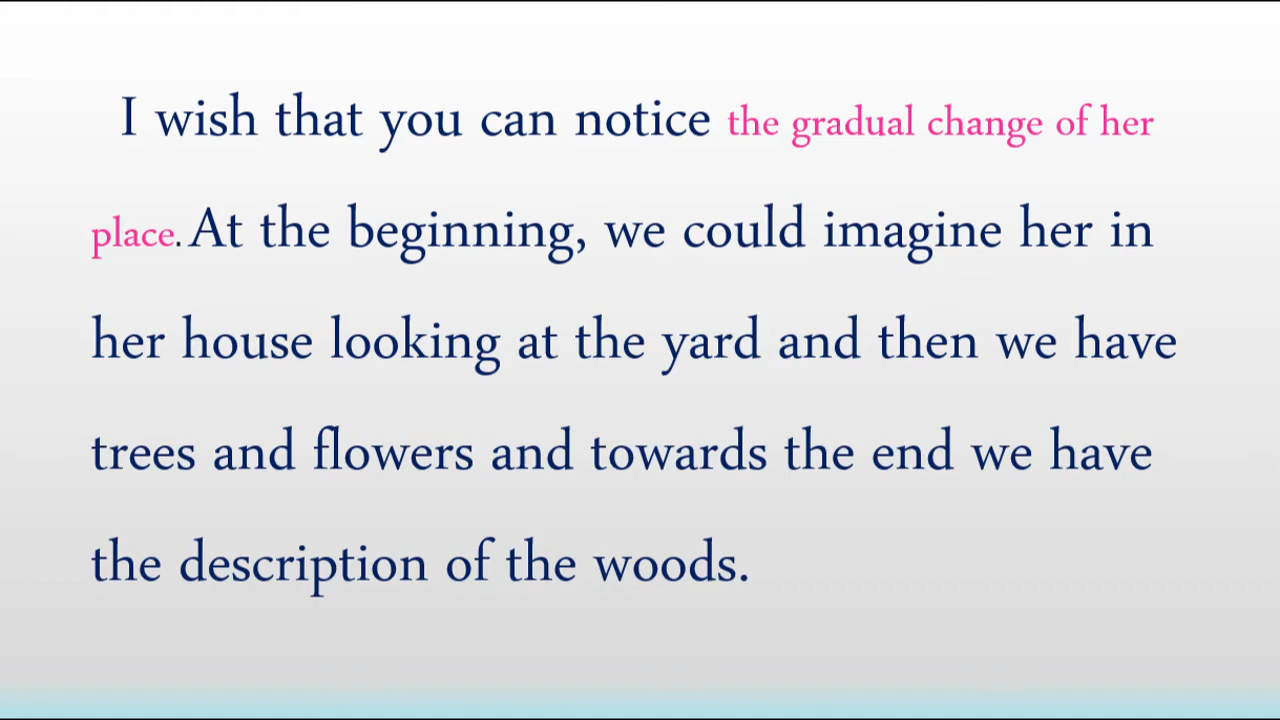 I wish that you can notice the gradual change of her
place. At the beginning, we could imagine her in
her house looking at the yard and then we have
trees and flowers and towards the end we have
the description of the woods.